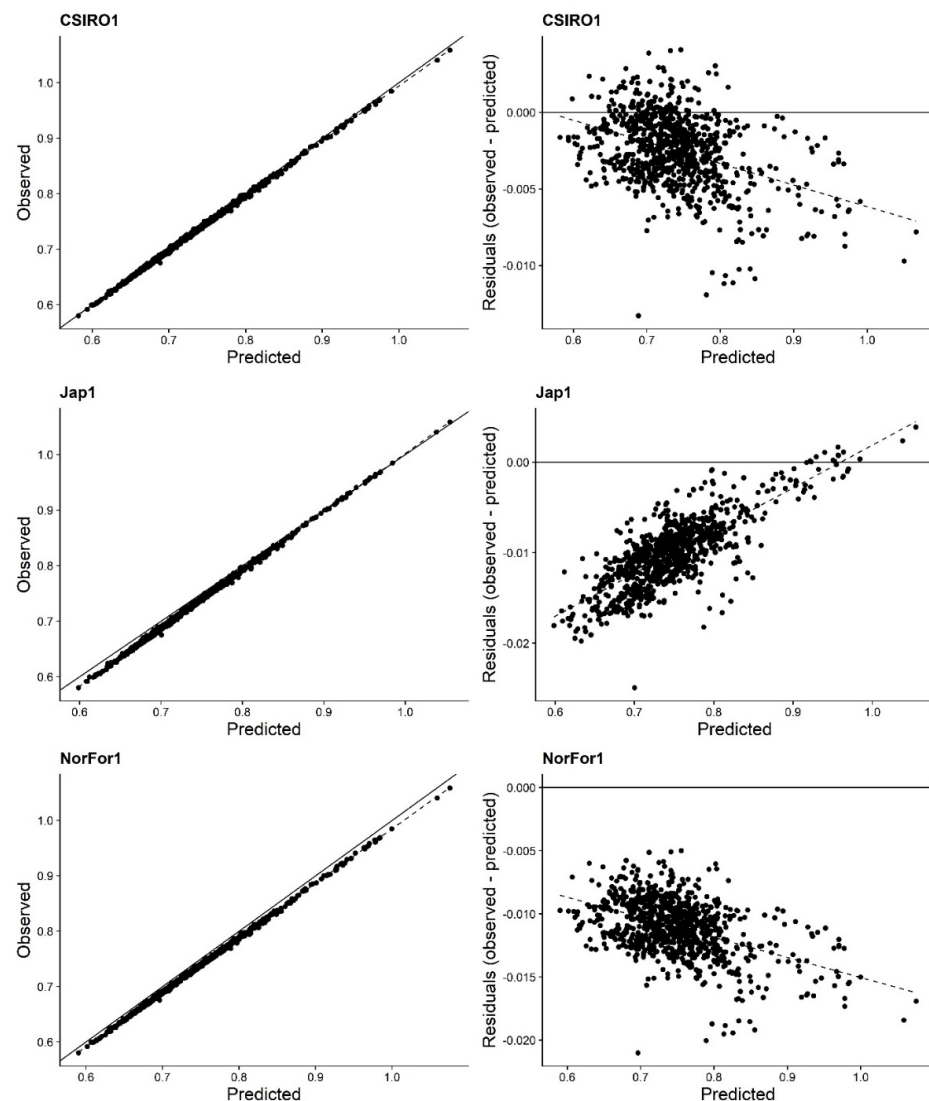 CSIRO1
CSIRO1
Observed
1.0
0.9
0.8
0.7
0.6
0.6 0.7 0.8 0.9 1.0
Predicted
Residuals (observed - predicted)
0.000
-0.005
-0.010
0.6 0.7 0.8 0.9 1.0
Predicted
Jap1
Jap1
Observed
1.0
0.9
0.8
0.7
0.6
0.6 0.7 0.8 0.9 1.0
Predicted
Residuals (observed - predicted)
0.00
-0.01
-0.02
0.6 0.7 0.8 0.9 1.0
Predicted
NorFor1
NorFor1
Observed
1.0
0.9
0.8
0.7
0.6
0.6 0.7 0.8 0.9 1.0
Predicted
Residuals (observed - predicted)
0.000
-0.005
-0.010
-0.015
-0.020
0.6 0.7 0.8 0.9 1.0
Predicted